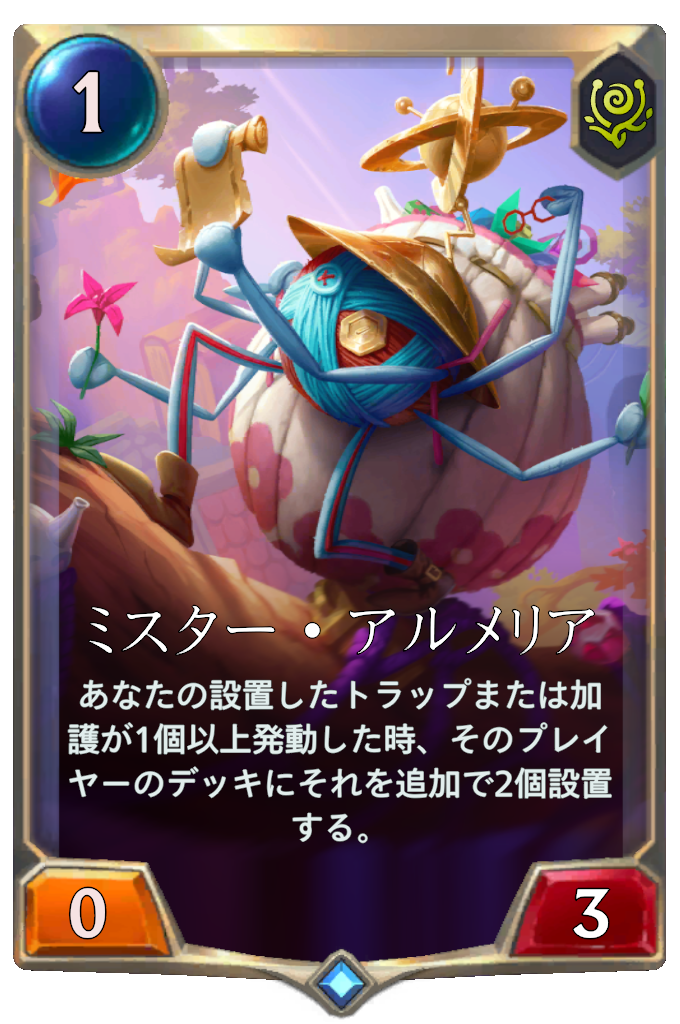 1
ミスター・アルメリア
あなたの設置したトラップまたは加
護が1個以上発動した時、そのプレイ
ヤーのデッキにそれを追加で2個設置
する。
0
3